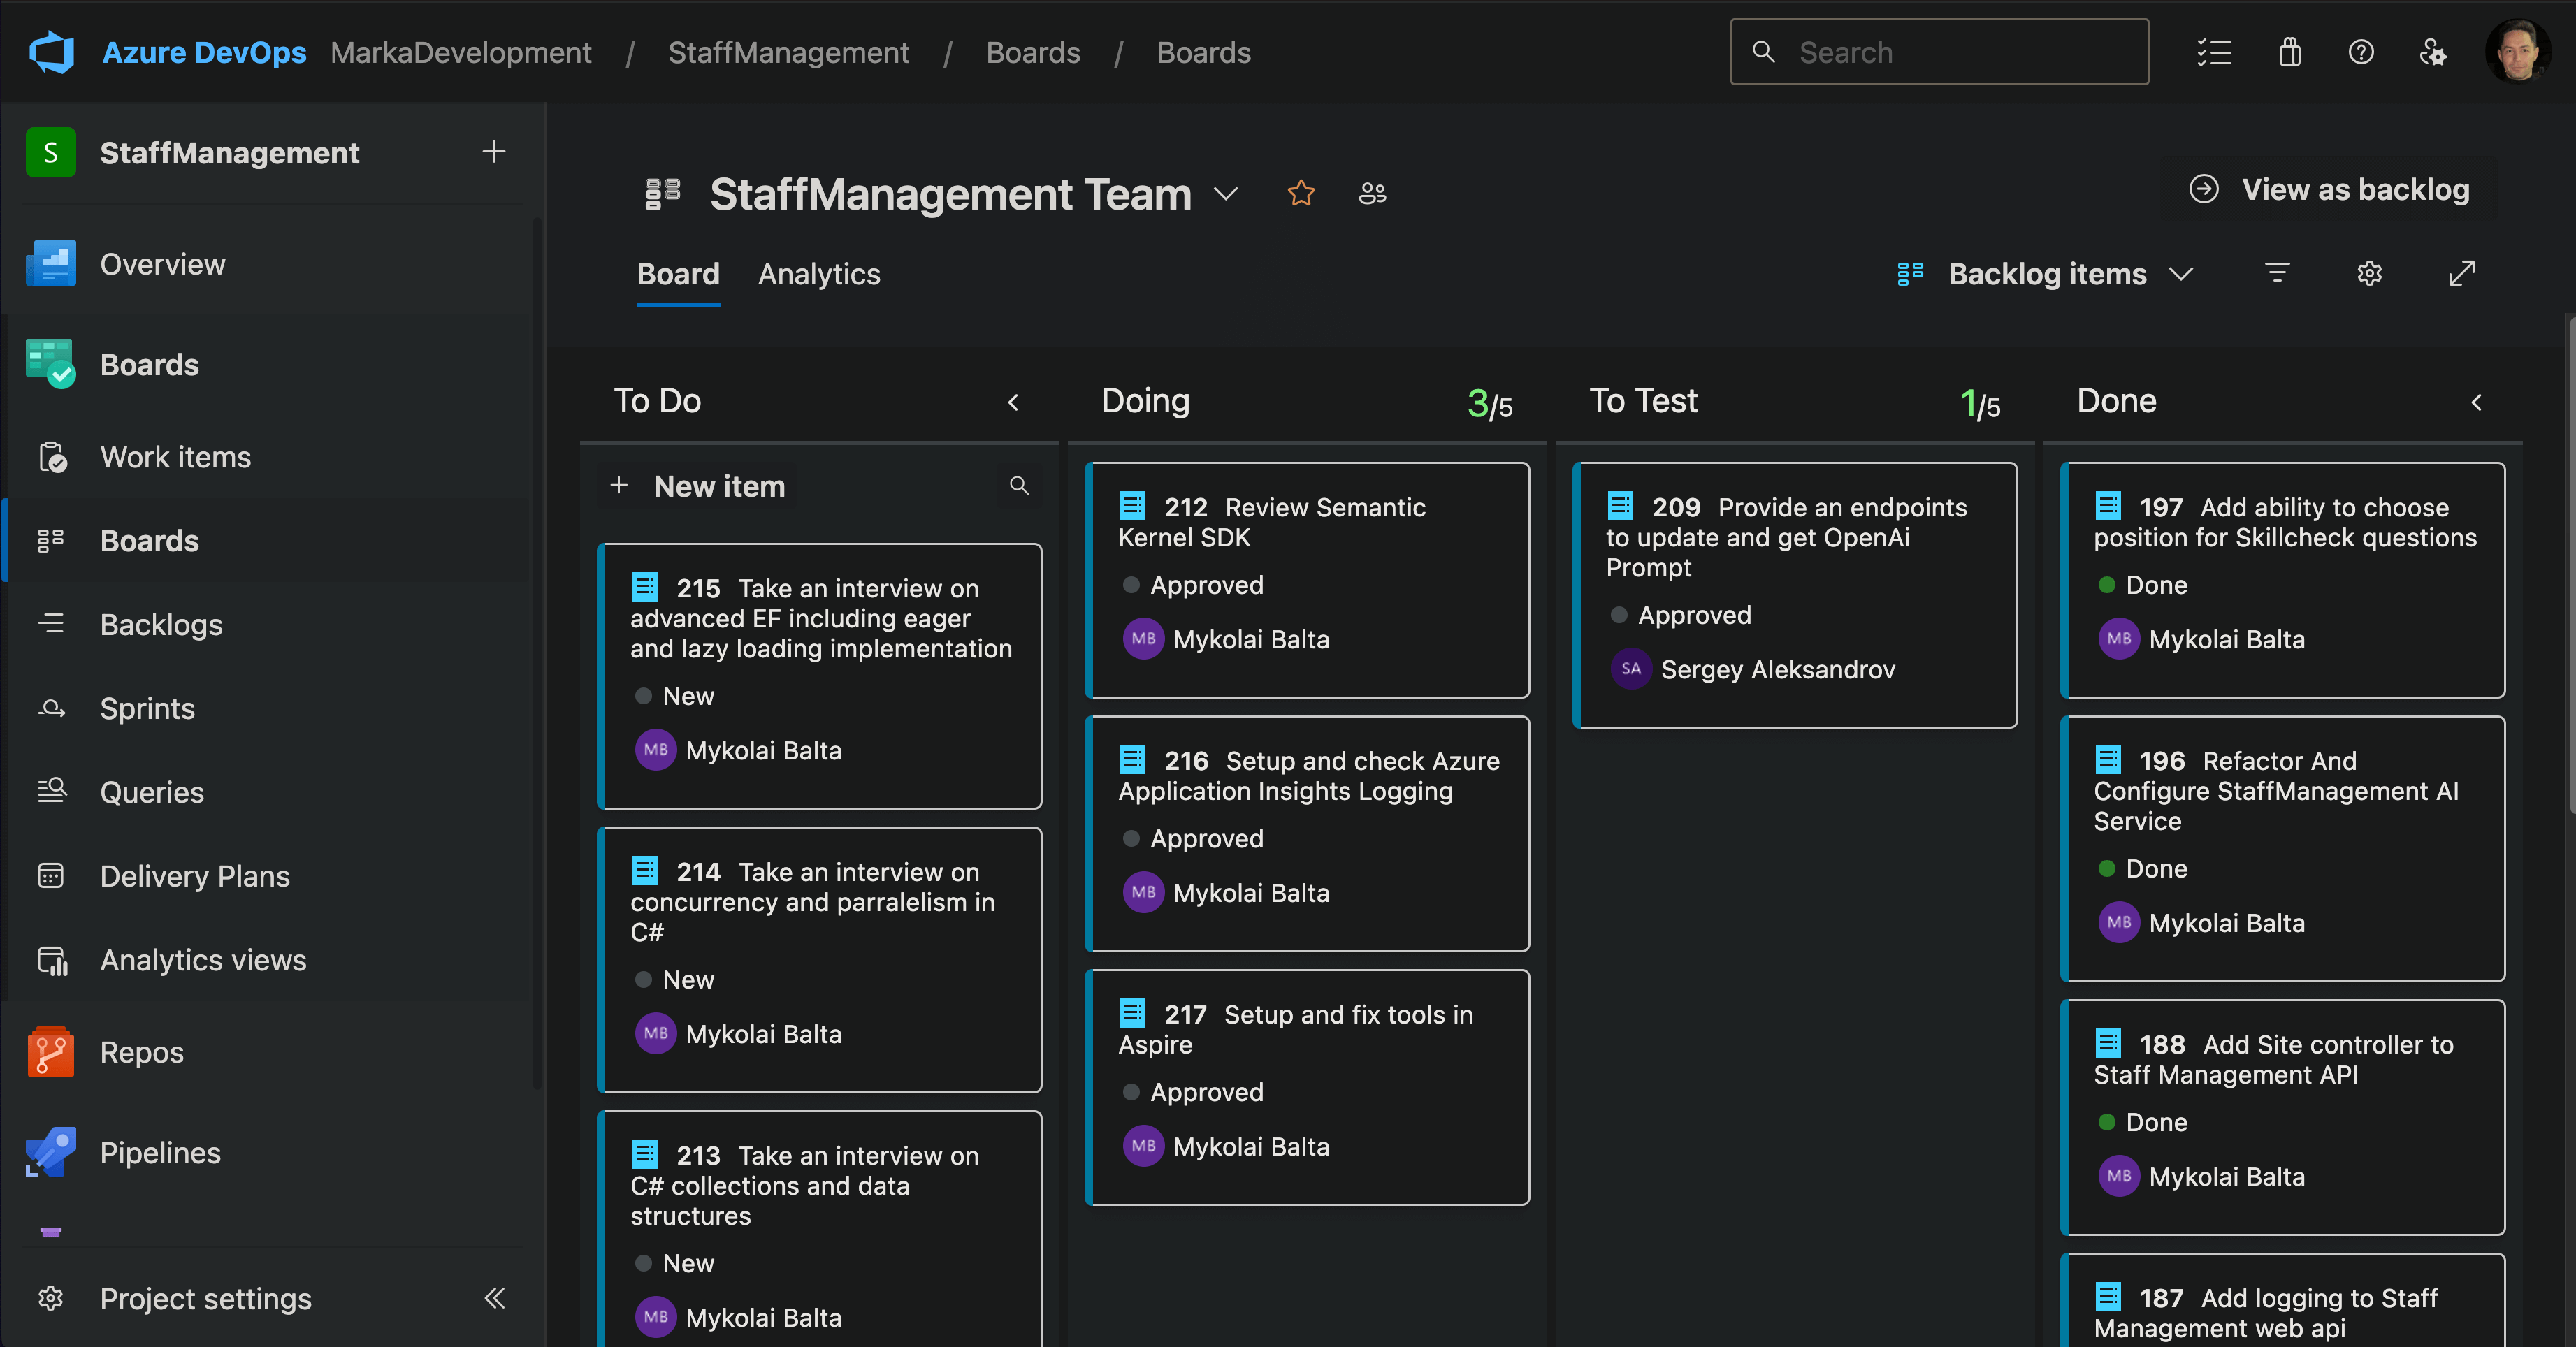 Azure DevOps MarkaDevelopment / StaffManagement / Boards / Boards
Search
S StaffManagement
Overview
Boards
Work items
Boards
Backlogs
Sprints
Queries
Delivery Plans
Analytics views
Repos
Pipelines
Project settings
StaffManagement Team
View as backlog
Board Analytics
Backlog items
To Do
New item
215 Take an interview on
advanced EF including eager
and lazy loading implementation
New
MB Mykolai Balta
214 Take an interview on
concurrency and parralelism in
C#
New
MB Mykolai Balta
213 Take an interview on
C# collections and data
structures
New
MB Mykolai Balta
Doing 3/5
212 Review Semantic
Kernel SDK
Approved
MB Mykolai Balta
216 Setup and check Azure
Application Insights Logging
Approved
MB Mykolai Balta
217 Setup and fix tools in
Aspire
Approved
MB Mykolai Balta
To Test 1/5
209 Provide an endpoints
to update and get OpenAi
Prompt
Approved
SA Sergey Aleksandrov
Done
197 Add ability to choose
position for Skillcheck questions
Done
MB Mykolai Balta
196 Refactor And
Configure StaffManagement AI
Service
Done
MB Mykolai Balta
188 Add Site controller to
Staff Management API
Done
MB Mykolai Balta
187 Add logging to Staff
Management web api